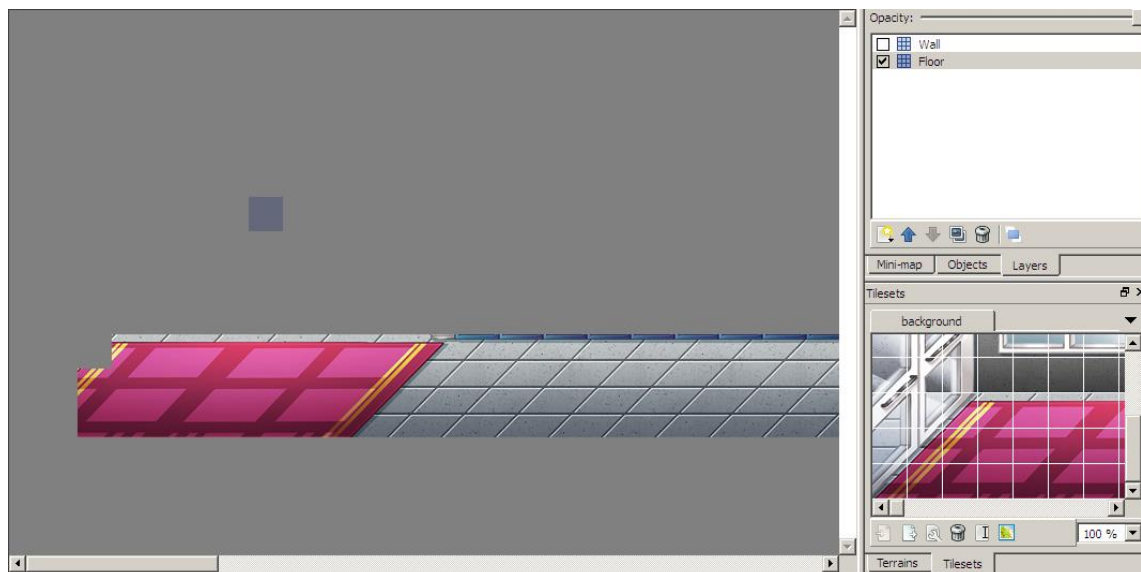 Opacity:
Wall
Floor
Mini-map Objects Layers
Tilesets
background
100 %
Terrains Tilesets